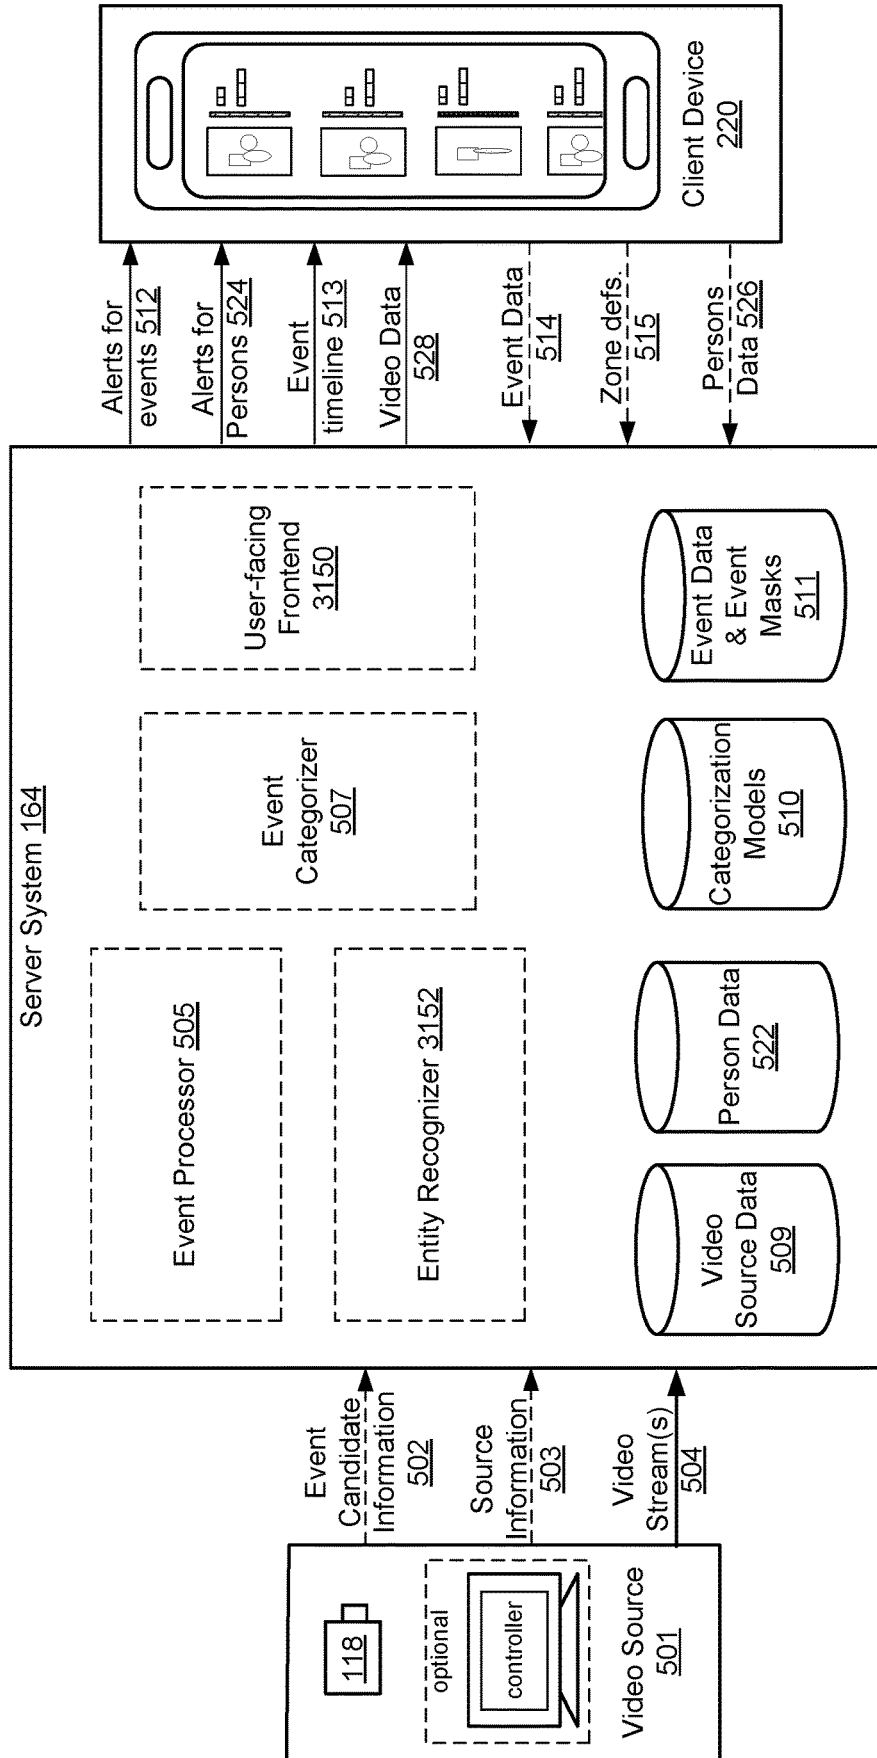 Server System 164
Event Processor 505
Entity Recognizer 3152
Event
Categorizer
507
User-facing
Frontend
3150
Video
Source Data
509
Person Data
522
Categorization
Models
510
Event Data
& Event
Masks
511
118
optional
controller
Video Source
501
Event
Candidate
Information
502
Source
Information
503
Video
Stream(s)
504
Alerts for
events 512
Alerts for
Persons 524
Event
timeline 513
Video Data
528
Event Data
514
Zone defs.
515
Persons
Data 526
Client Device
220